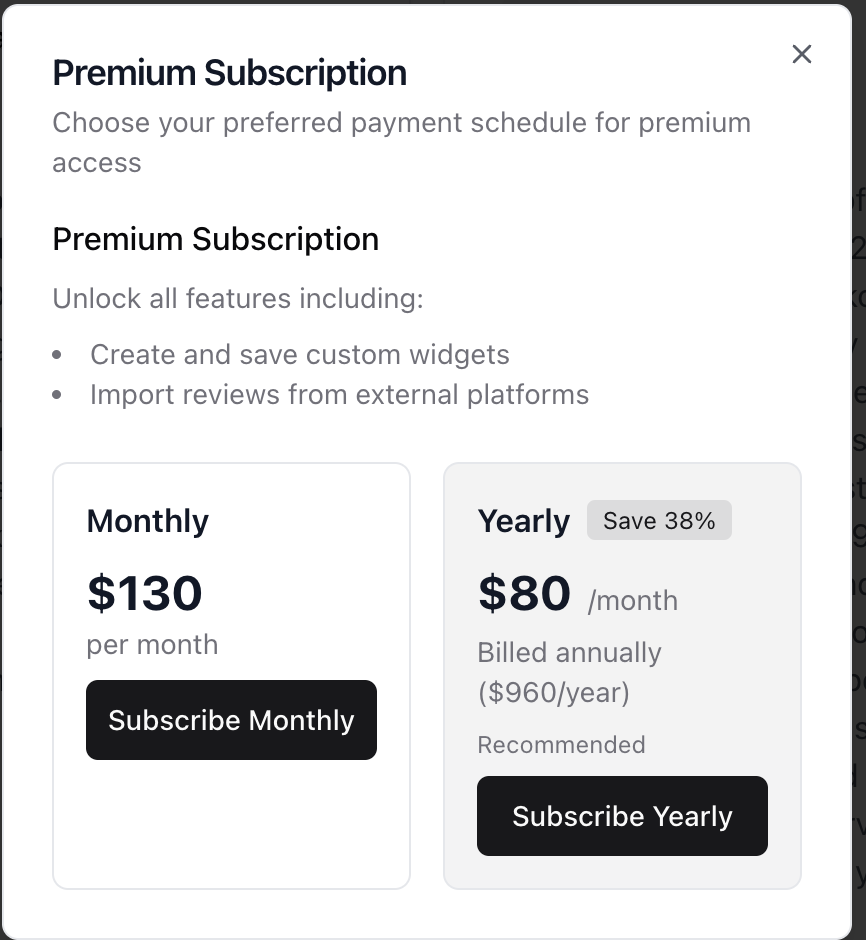 Premium Subscription
Choose your preferred payment schedule for premium
access
Premium Subscription
Unlock all features including:
• Create and save custom widgets
• Import reviews from external platforms
Monthly
$130
per month
Subscribe Monthly
Yearly Save 38%
$80 /month
Billed annually
($960/year)
Recommended
Subscribe Yearly